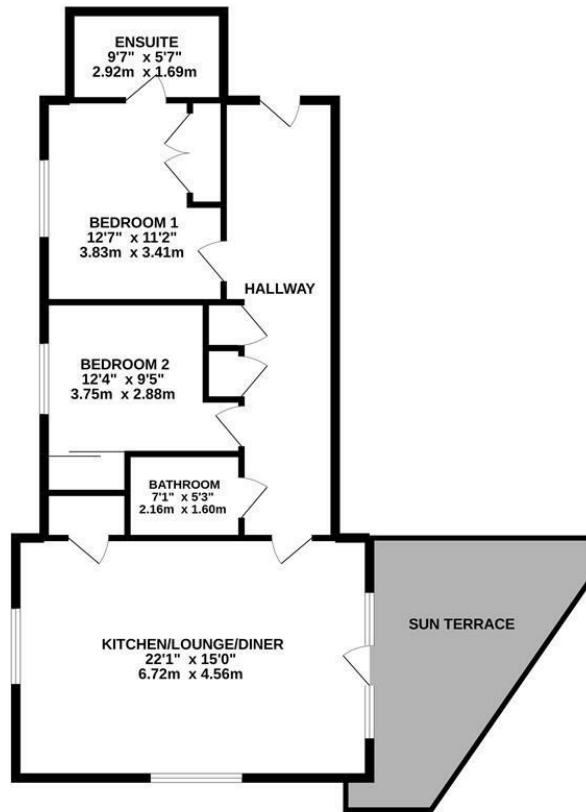 ENSUITE
9'7" x 5'7"
2.92m x 1.69m
BEDROOM 1
12'7" x 11'2"
3.83m x 3.41m
HALLWAY
BEDROOM 2
12'4" x 9'5"
3.75m x 2.88m
BATHROOM
7'1" x 5'3"
2.16m x 1.60m
KITCHEN/LOUNGE/DINER
22'1" x 15'0"
6.72m x 4.56m
SUN TERRACE